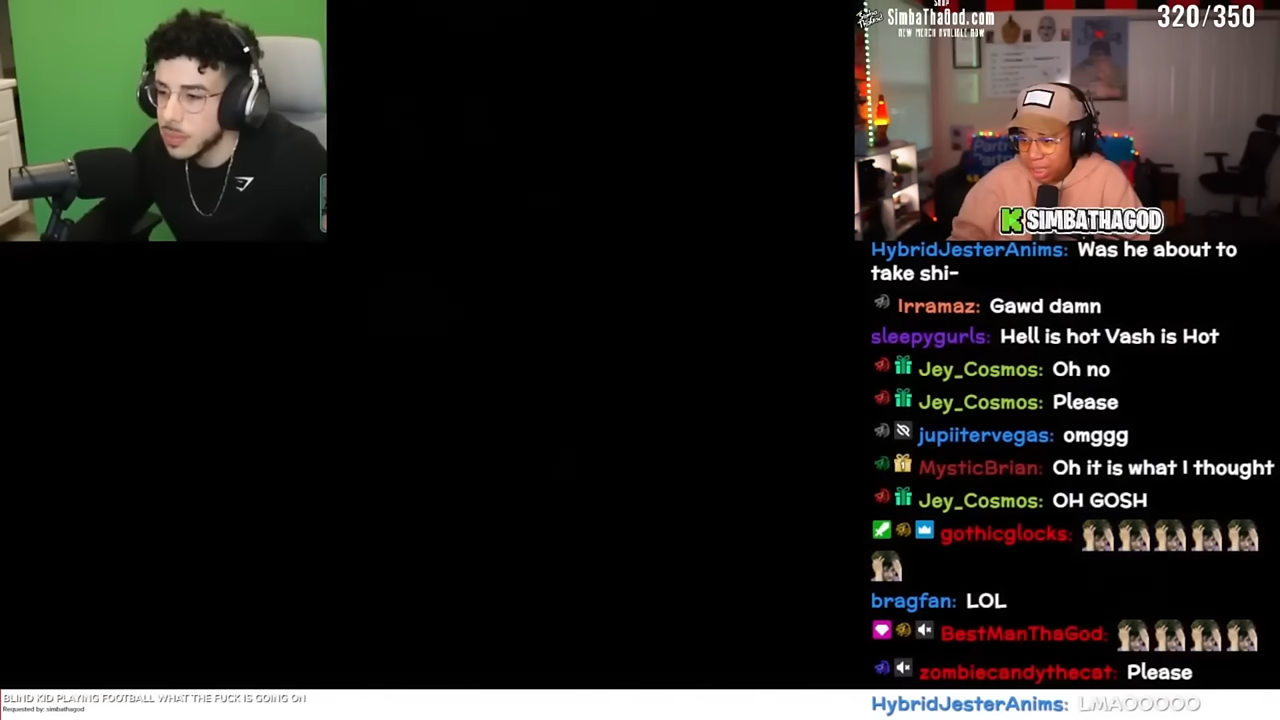 SHOP
SimbaThaGod.com
NEW MERCH AVAILABLE NOW
320/350
SIMBATHAGOD
HybridJesterAnims: Was he about to
take shi-
Irramaz: Gawd damn
sleepygurls: Hell is hot Vash is Hot
Jey_Cosmos: Oh no
Jey_Cosmos: Please
jupiitervegas: omggg
MysticBrian: Oh it is what I thought
Jey_Cosmos: OH GOSH
gothicglocks:
bragfan: LOL
BestManThaGod:
zombiecandythecat: Please
HybridJesterAnims: LMAOOOOO
BLIND KID PLAYING FOOTBALL WHAT THE FUCK IS GOING ON
Requested by: simbathagod